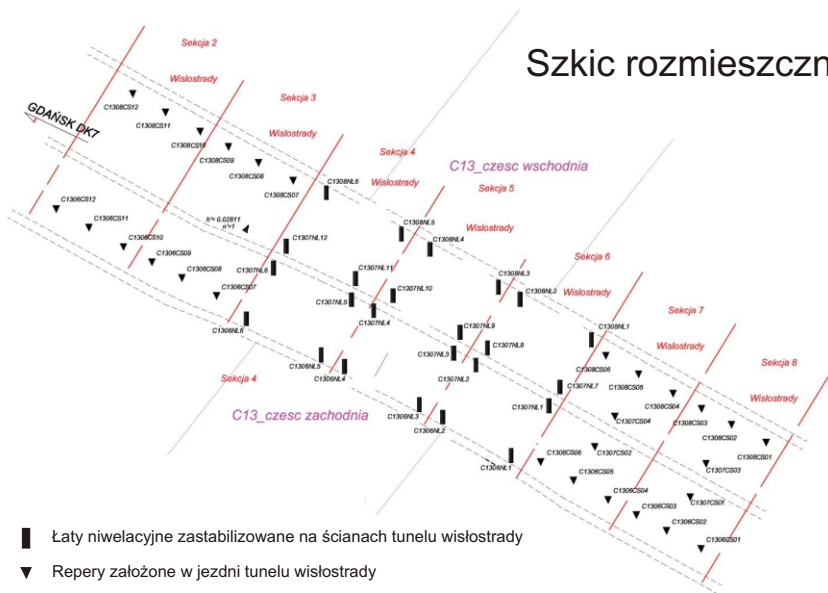 Szkic rozmieszczn
Sekcja 2
Wisłostrady
Sekcja 3
Wisłostrady
Sekcja 4
Wisłostrady
C13_czesc wschodnia
Sekcja 5
Wisłostrady
Sekcja 6
Wisłostrady
Sekcja 7
Wisłostrady
Sekcja 8
Wisłostrady
GDAŃSK DK7
C1308CS12
C1308CS11
C1308CS10
C1308CS09
C1308CS08
C1308CS07
C1308NL6
C1308NL5
C1308NL4
C1308NL3
C1308NL2
C1308NL1
C1308CS06
C1308CS05
C1308CS04
C1308CS03
C1308CS02
C1308CS01
C1306CS12
C1306CS11
C1306CS10
C1306CS09
C1306CS08
C1306CS07
h'= 0.02811
n'=1
C1307NL12
C1307NL6
C1307NL11
C1307NL10
C1307NL5
C1307NL4
C1307NL9
C1307NL8
C1307NL3
C1307NL2
C1307NL7
C1307NL1
C1307CS04
C1307CS02
C1307CS03
C1307CS01
C1306NL6
C1306NL5
C1306NL4
C1306NL3
C1306NL2
C1306NL1
C1306CS06
C1306CS05
C1306CS04
C1306CS03
C1306CS02
C1306CS01
Sekcja 4
C13_czesc zachodnia
Łaty niwelacyjne zastabilizowane na ścianach tunelu wisłostrady
Repery założone w jezdni tunelu wisłostrady